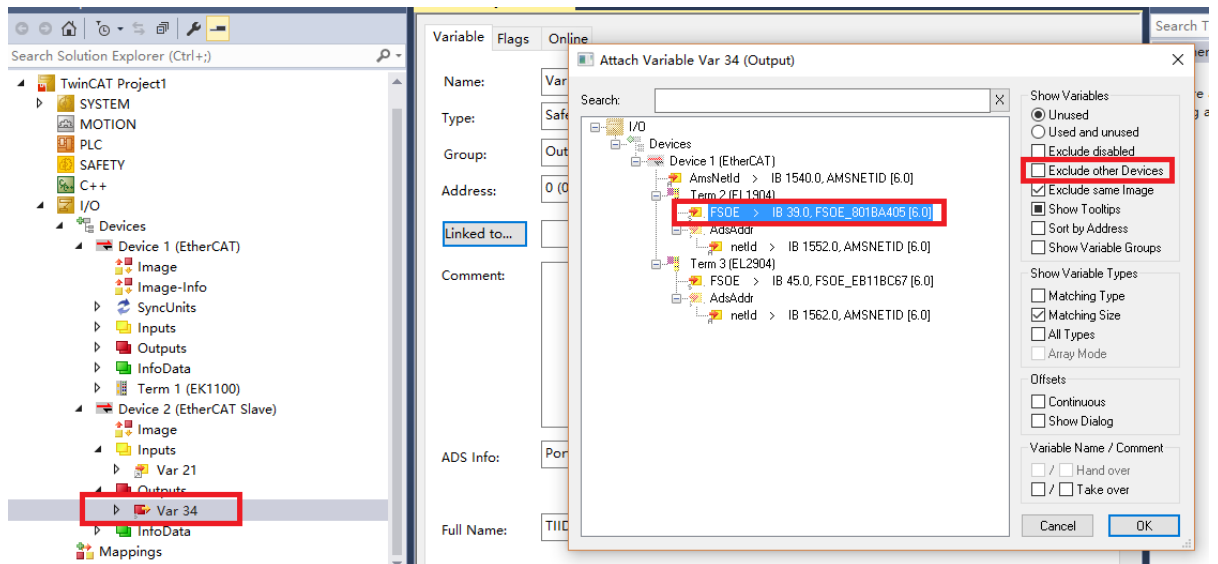 Search Solution Explorer (Ctrl+;)
TwinCAT Project1
SYSTEM
MOTION
PLC
SAFETY
C++
I/O
Devices
Device 1 (EtherCAT)
Image
Image-Info
SyncUnits
Inputs
Outputs
InfoData
Term 1 (EK1100)
Device 2 (EtherCAT Slave)
Image
Inputs
Var 21
Outputs
Var 34
InfoData
Mappings
Variable Flags Online
Name: Var
Type: Safe
Group: Out
Address: 0 (0
Linked to...
Comment:
ADS Info: Por
Full Name: TIID
Attach Variable Var 34 (Output)
Search:
I/O
Devices
Device 1 (EtherCAT)
AmsNetId > IB 1540.0, AMSNETID [6.0]
Term 2 (EL1904)
FSOE > IB 39.0, FSOE_801BA405 [6.0]
AdsAddr
netId > IB 1552.0, AMSNETID [6.0]
Term 3 (EL2904)
FSOE > IB 45.0, FSOE_EB11BC67 [6.0]
AdsAddr
netId > IB 1562.0, AMSNETID [6.0]
Show Variables
Unused
Used and unused
Exclude disabled
Exclude other Devices
Exclude same Image
Show Tooltips
Sort by Address
Show Variable Groups
Show Variable Types
Matching Type
Matching Size
All Types
Array Mode
Offsets
Continuous
Show Dialog
Variable Name / Comment
/ Hand over
/ Take over
Cancel OK
Search T